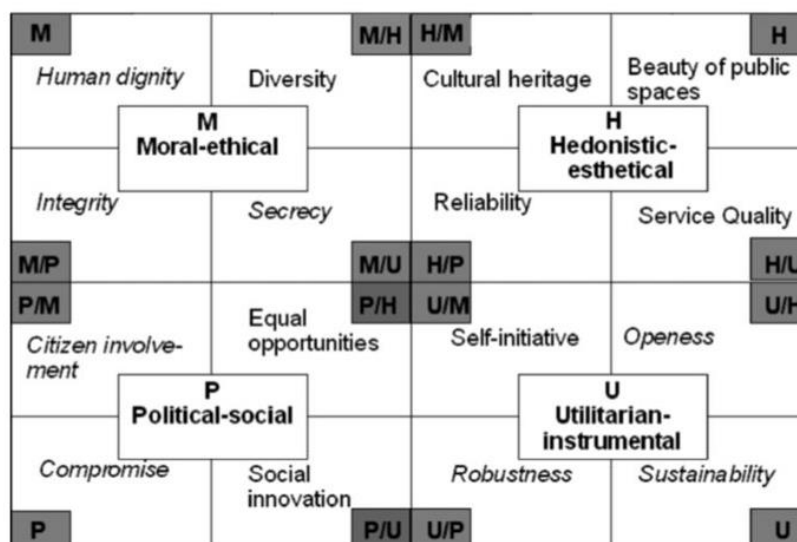 M M/H H/M H
Human dignity Diversity Cultural heritage Beauty of public
spaces
M H
Moral-ethical Hedonistic-
esthetical
Integrity Secrecy Reliability Service Quality
M/P M/U H/P H/U
P/M P/H U/M U/H
Citizen involve-
ment
Equal
opportunities
Self-initiative Openess
P U
Political-social Utilitarian-
instrumental
Compromise Social
innovation
Robustness Sustainability
P P/U U/P U